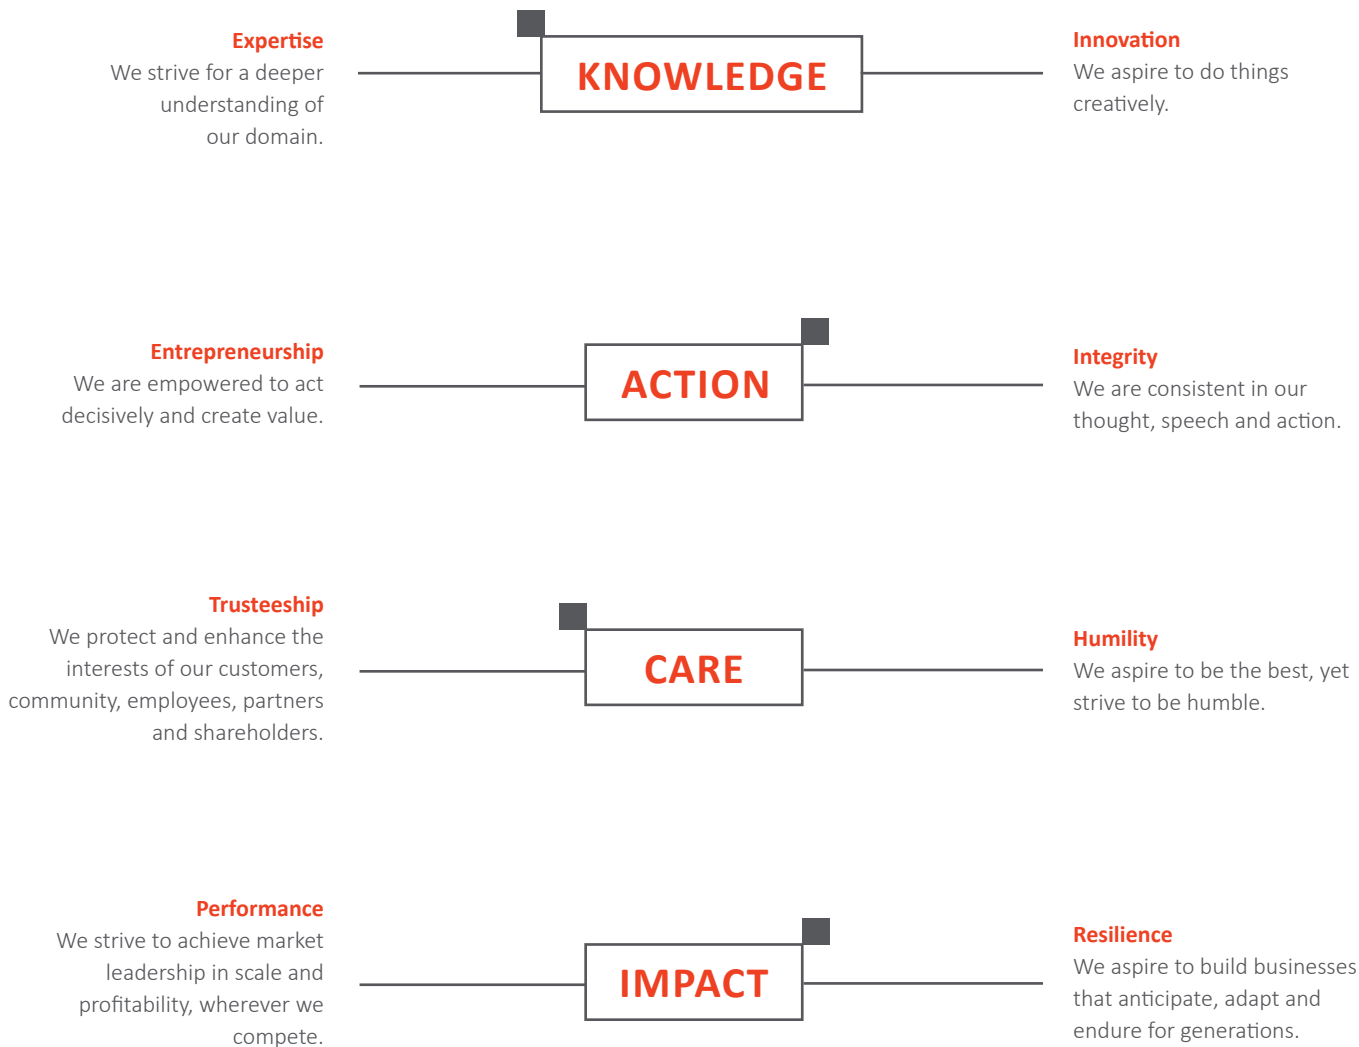 Expertise
We strive for a deeper
understanding of
our domain.
KNOWLEDGE
Innovation
We aspire to do things
creatively.
Entrepreneurship
We are empowered to act
decisively and create value.
ACTION
Integrity
We are consistent in our
thought, speech and action.
Trusteeship
We protect and enhance the
interests of our customers,
community, employees, partners
and shareholders.
CARE
Humility
We aspire to be the best, yet
strive to be humble.
Performance
We strive to achieve market
leadership in scale and
profitability, wherever we
compete.
IMPACT
Resilience
We aspire to build businesses
that anticipate, adapt and
endure for generations.